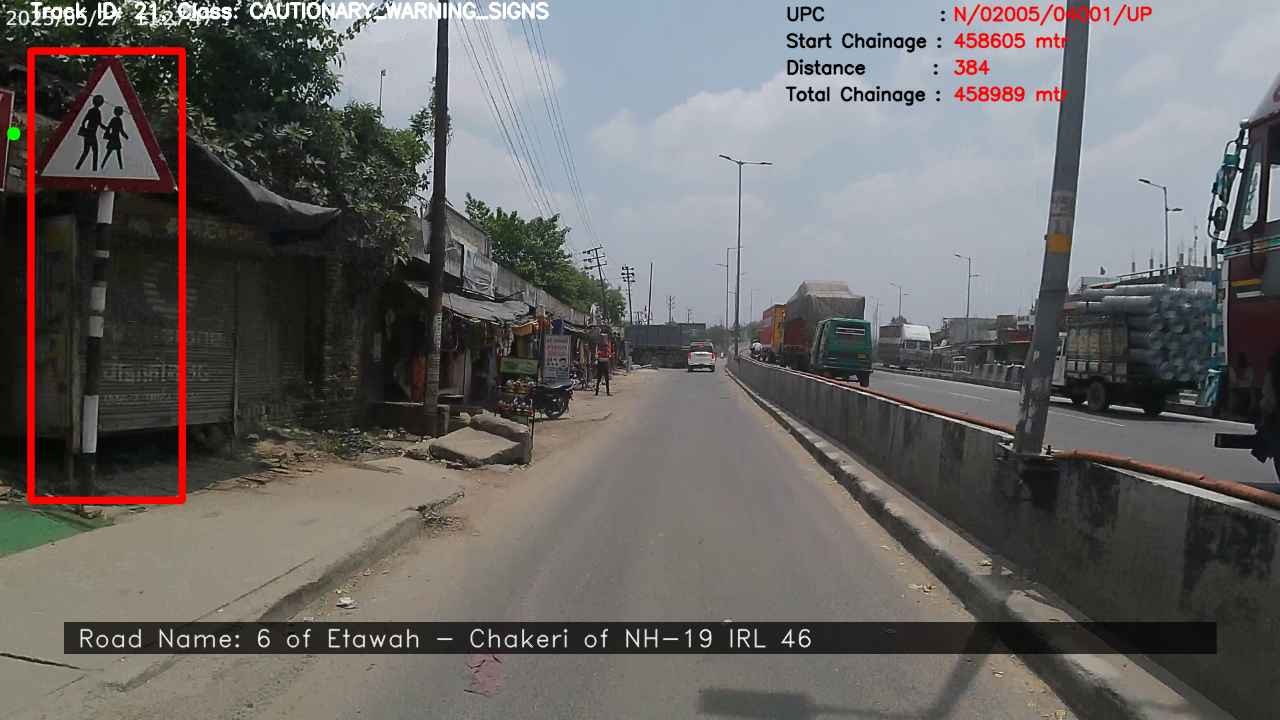 Track ID: 21, Class: CAUTIONARY_WARNING_SIGNS
UPC : N/02005/04001/UP
Start Chainage : 458605 mtr
Distance : 384
Total Chainage : 458989 mtr
Road Name: 6 of Etawah - Chakeri of NH-19 IRL 46